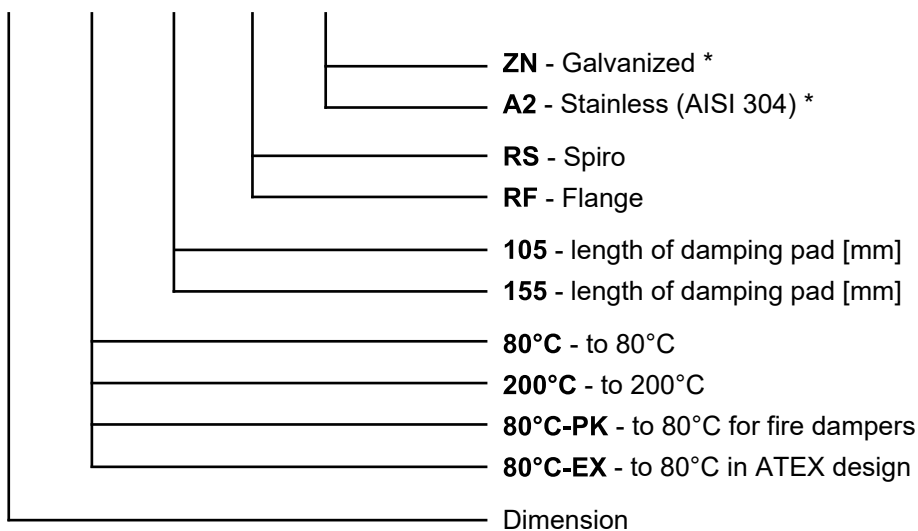 ZN - Galvanized *
A2 - Stainless (AISI 304) *
RS - Spiro
RF - Flange
105 - length of damping pad [mm]
155 - length of damping pad [mm]
80°C - to 80°C
200°C - to 200°C
80°C-PK - to 80°C for fire dampers
80°C-EX - to 80°C in ATEX design
Dimension